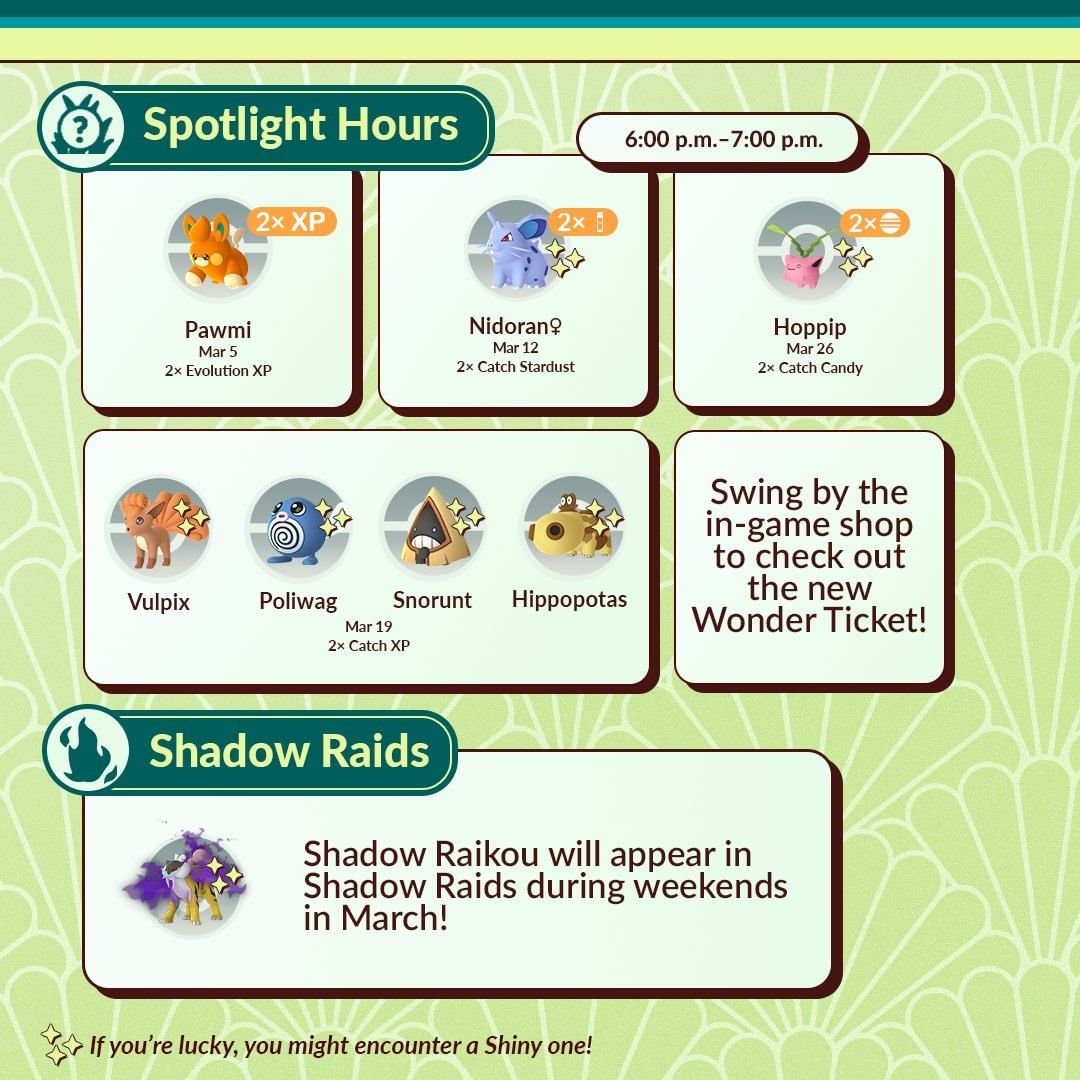 Spotlight Hours
6:00 p.m.–7:00 p.m.
2× XP
Pawmi
Mar 5
2× Evolution XP
2×
Nidoran♀
Mar 12
2× Catch Stardust
2×
Hoppip
Mar 26
2× Catch Candy
Vulpix
Poliwag
Snorunt
Hippopotas
Mar 19
2× Catch XP
Swing by the
in-game shop
to check out
the new
Wonder Ticket!
Shadow Raids
Shadow Raikou will appear in
Shadow Raids during weekends
in March!
If you’re lucky, you might encounter a Shiny one!